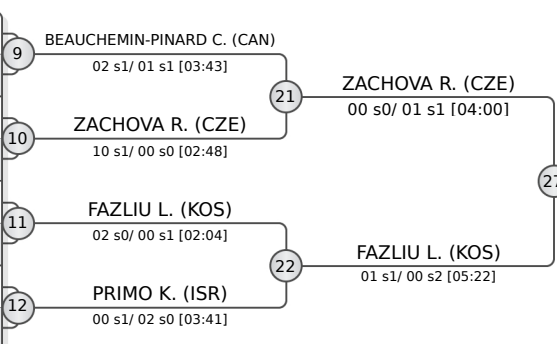 9
BEAUCHEMIN-PINARD C. (CAN)
02 s1/ 01 s1 [03:43]
21
ZACHOVA R. (CZE)
00 s0/ 01 s1 [04:00]
10
ZACHOVA R. (CZE)
10 s1/ 00 s0 [02:48]
27
11
FAZLIU L. (KOS)
02 s0/ 00 s1 [02:04]
22
FAZLIU L. (KOS)
01 s1/ 00 s2 [05:22]
12
PRIMO K. (ISR)
00 s1/ 02 s0 [03:41]